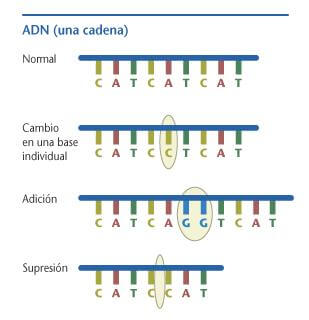 ADN (una cadena)
Normal
C A T C A T C A T
Cambio
en una base
individual
C A T C C T C A T
Adición
C A T C A G G T C A T
Supresión
C A T C C A T